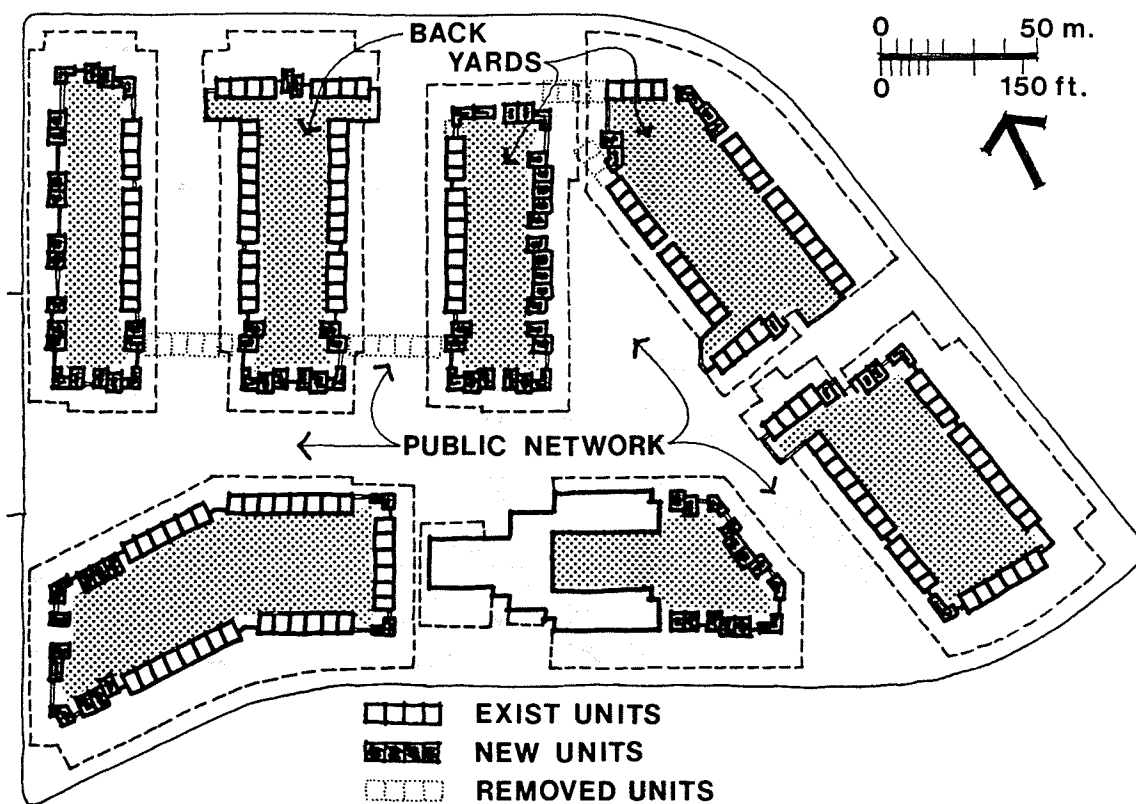 BACK
YARDS
0 50 m.
0 150 ft.
PUBLIC NETWORK
EXIST UNITS
NEW UNITS
REMOVED UNITS